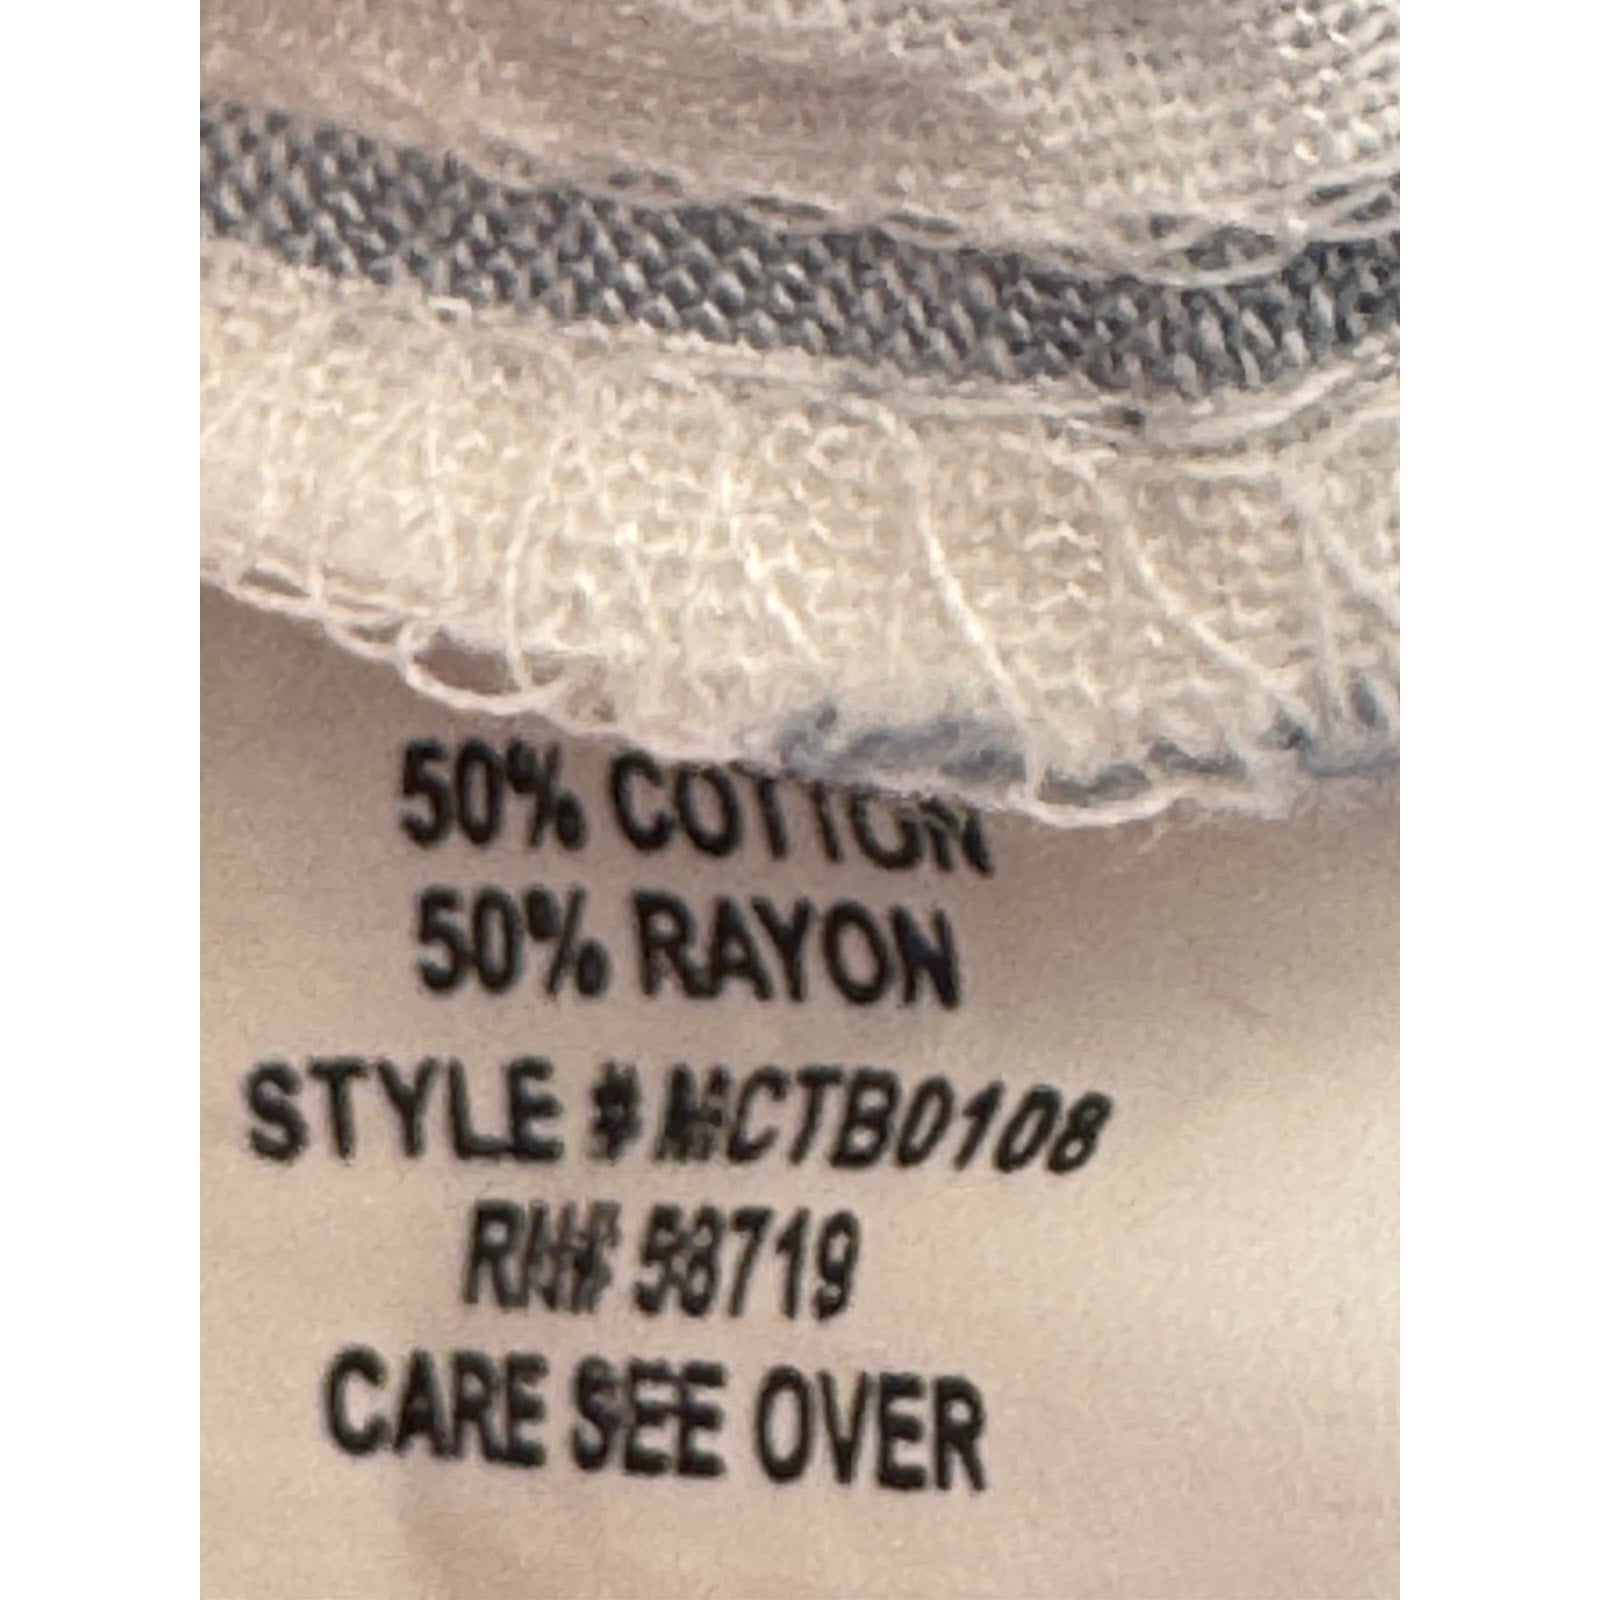 50% COTTON
50% RAYON
STYLE # MCTB0108
RN# 58719
CARE SEE OVER